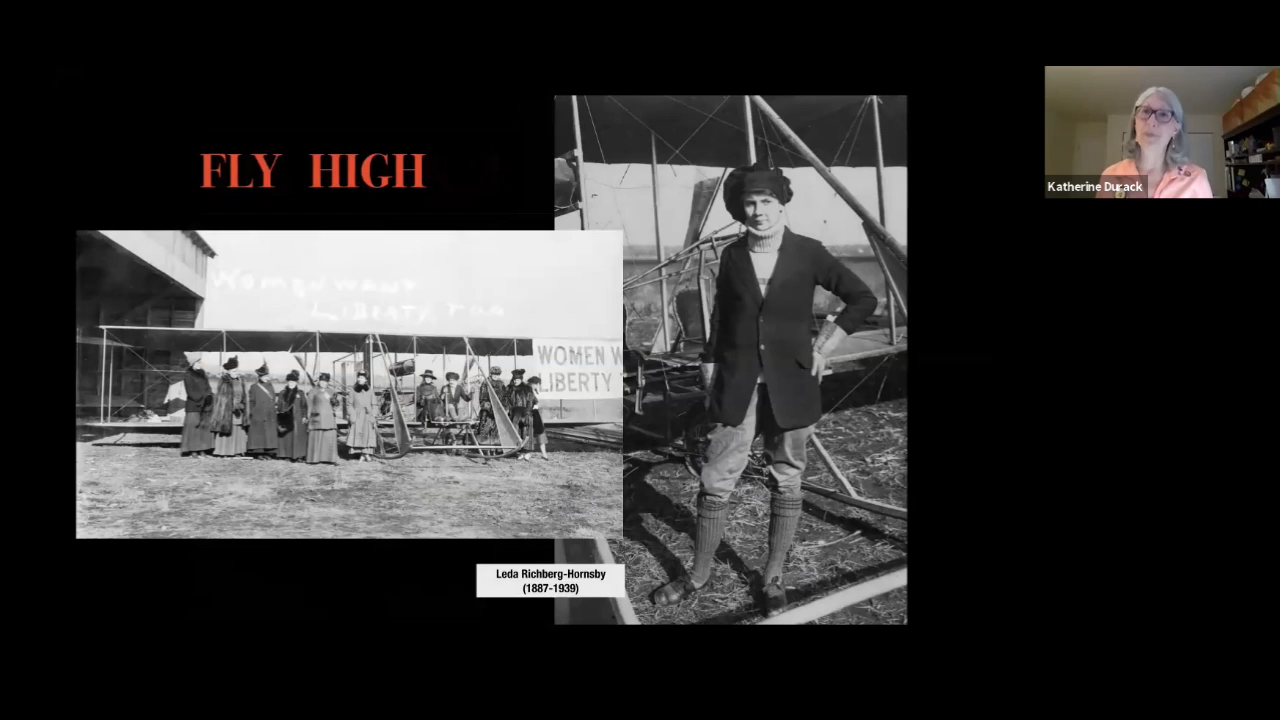 FLY HIGH
Women want
Liberty too
WOMEN W
LIBERTY
Leda Richberg-Hornsby
(1887-1939)
Katherine Durack